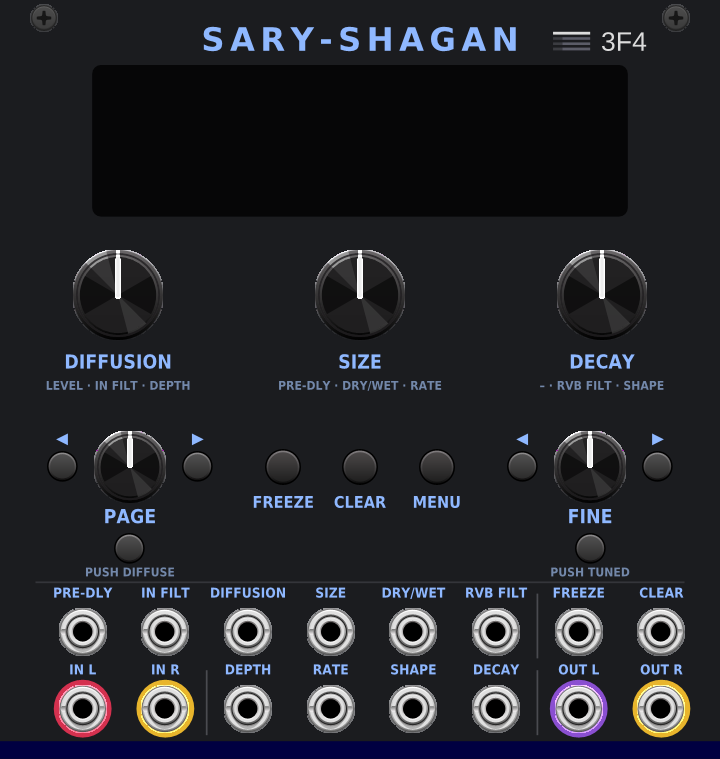 SARY-SHAGAN 3F4
DIFFUSION SIZE DECAY
LEVEL · IN FILT · DEPTH PRE-DLY · DRY/WET · RATE - · RVB FILT · SHAPE
◀ ▶ ◀ ▶
FREEZE CLEAR MENU
PAGE FINE
PUSH DIFFUSE PUSH TUNED
PRE-DLY IN FILT DIFFUSION SIZE DRY/WET RVB FILT FREEZE CLEAR
IN L IN R DEPTH RATE SHAPE DECAY OUT L OUT R